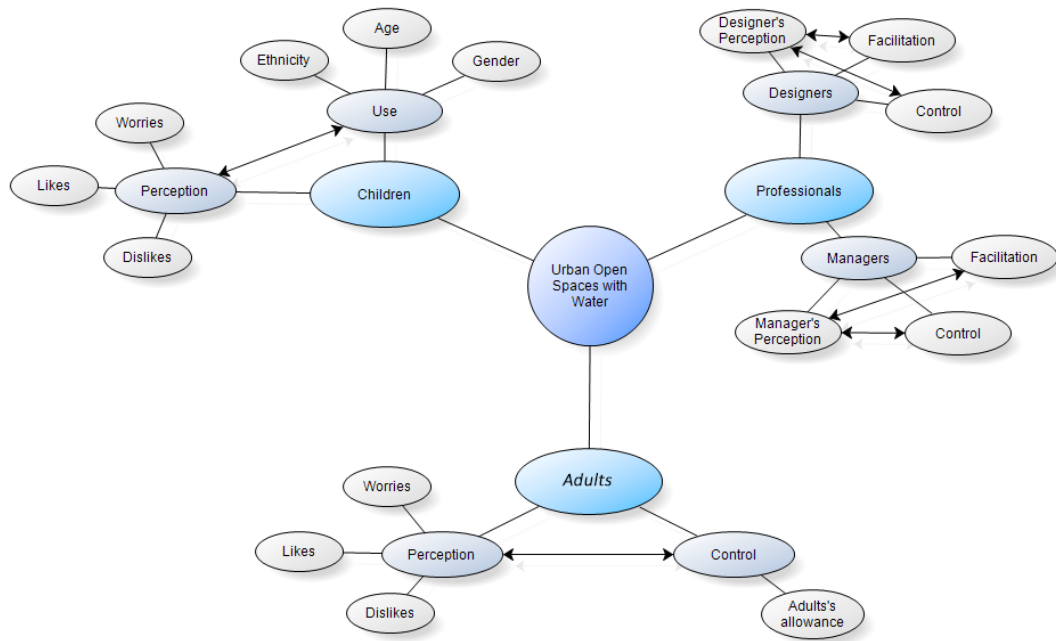 Age
Ethnicity
Gender
Use
Worries
Likes
Perception
Dislikes
Children
Designer's
Perception
Facilitation
Designers
Control
Professionals
Managers
Facilitation
Manager's
Perception
Control
Urban Open
Spaces with
Water
Adults
Worries
Likes
Perception
Dislikes
Control
Adults's
allowance